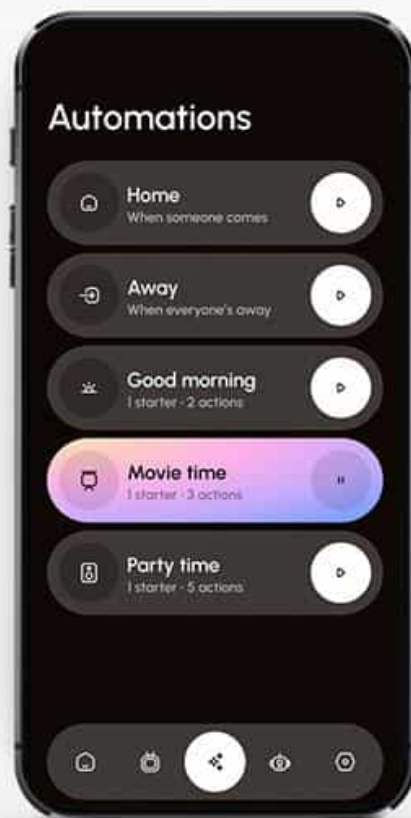 Automations
Home
When someone comes
Away
When everyone's away
Good morning
1 starter - 2 actions
Movie time
1 starter - 3 actions
Party time
1 starter - 5 actions